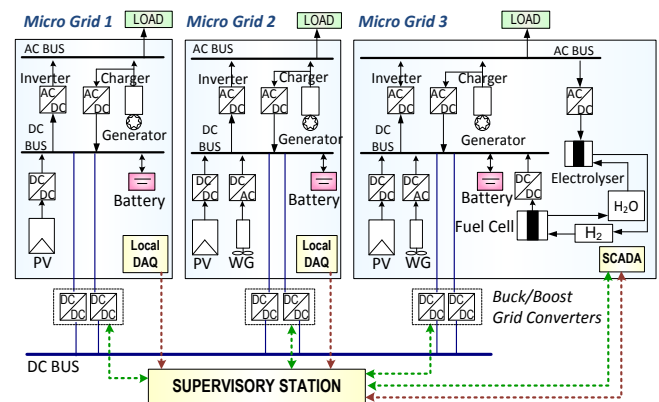 Micro Grid 1
LOAD
AC BUS
Inverter
Charger
AC
DC
AC
DC
Generator
DC
BUS
DC
DC
Battery
PV
Local
DAQ
Micro Grid 2
LOAD
AC BUS
Inverter
Charger
AC
DC
AC
DC
Generator
DC
BUS
DC
DC
DC
AC
Battery
PV
WG
Local
DAQ
Micro Grid 3
LOAD
AC BUS
Inverter
Charger
AC
DC
AC
DC
AC
DC
Generator
DC
BUS
Electrolyser
DC
DC
DC
AC
DC
DC
Battery
H2O
Fuel Cell
H2
PV
WG
SCADA
DC
DC
DC
DC
DC
DC
DC
DC
DC
DC
DC
DC
Buck/Boost
Grid Converters
DC BUS
SUPERVISORY STATION